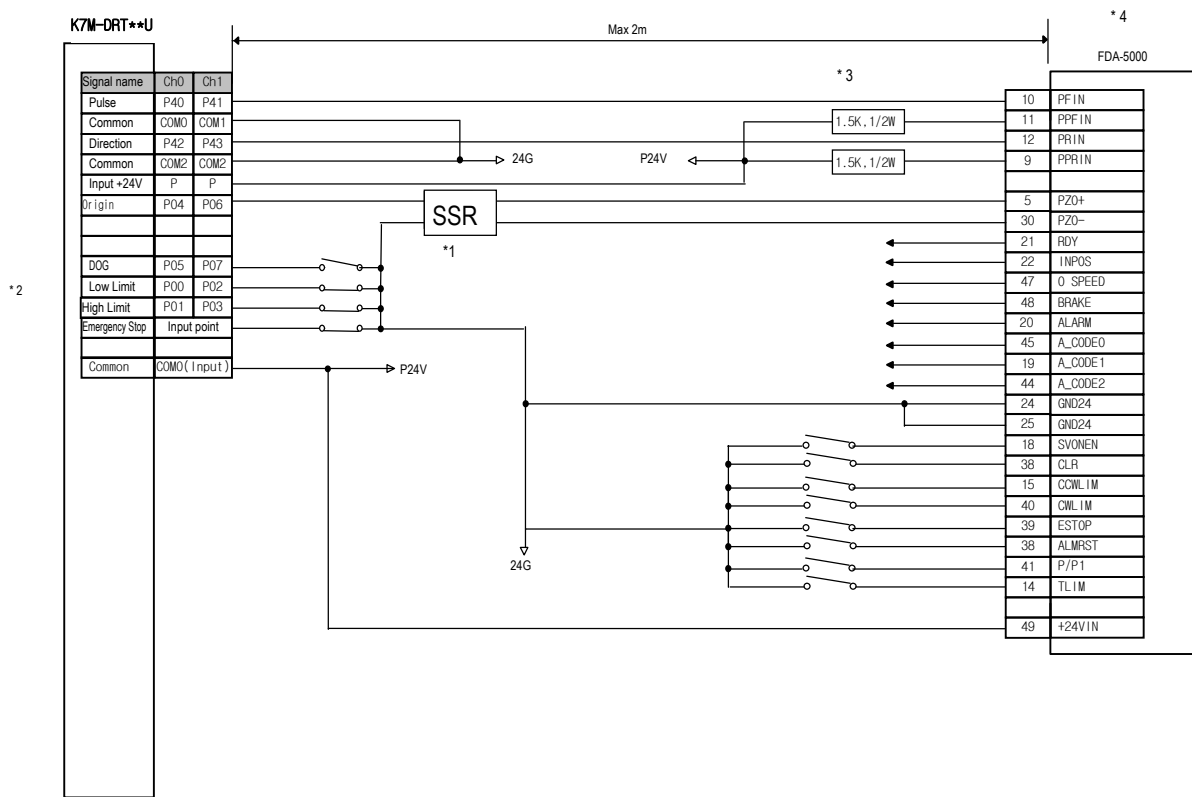 K7M-DRT**U
Max 2m
* 4
FDA-5000
* 3
Signal name Ch0 Ch1
Pulse P40 P41
Common COM0 COM1
Direction P42 P43
Common COM2 COM2
Input +24V P P
Origin P04 P06
DOG P05 P07
Low Limit P00 P02
High Limit P01 P03
Emergency Stop Input point
Common COM0(Input)
* 2
24G
P24V
1.5K,1/2W
1.5K,1/2W
SSR
*1
P24V
24G
10 PFIN
11 PPFIN
12 PRIN
9 PPRIN
5 PZO+
30 PZO-
21 RDY
22 INPOS
47 0 SPEED
48 BRAKE
20 ALARM
45 A_CODE0
19 A_CODE1
44 A_CODE2
24 GND24
25 GND24
18 SVONEN
38 CLR
15 CCWLIM
40 CWLIM
39 ESTOP
38 ALMRST
41 P/P1
14 TLIM
49 +24VIN